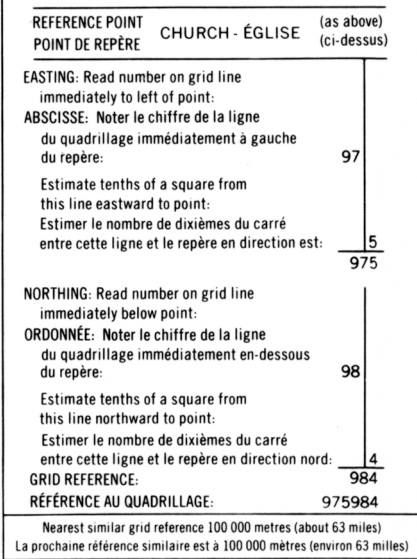 REFERENCE POINT CHURCH - ÉGLISE (as above)
POINT DE REPÈRE (ci-dessus)
EASTING: Read number on grid line
immediately to left of point:
ABSCISSE: Noter le chiffre de la ligne
du quadrillage immédiatement à gauche
du repère: 97
Estimate tenths of a square from
this line eastward to point:
Estimer le nombre de dixièmes du carré
entre cette ligne et le repère en direction est: 5
975
NORTHING: Read number on grid line
immediately below point:
ORDONNÉE: Noter le chiffre de la ligne
du quadrillage immédiatement en-dessous
du repère: 98
Estimate tenths of a square from
this line northward to point:
Estimer le nombre de dixièmes du carré
entre cette ligne et le repère en direction nord: 4
GRID REFERENCE: 984
RÉFÉRENCE AU QUADRILLAGE: 975984
Nearest similar grid reference 100 000 metres (about 63 miles)
La prochaine référence similaire est à 100 000 mètres (environ 63 milles)